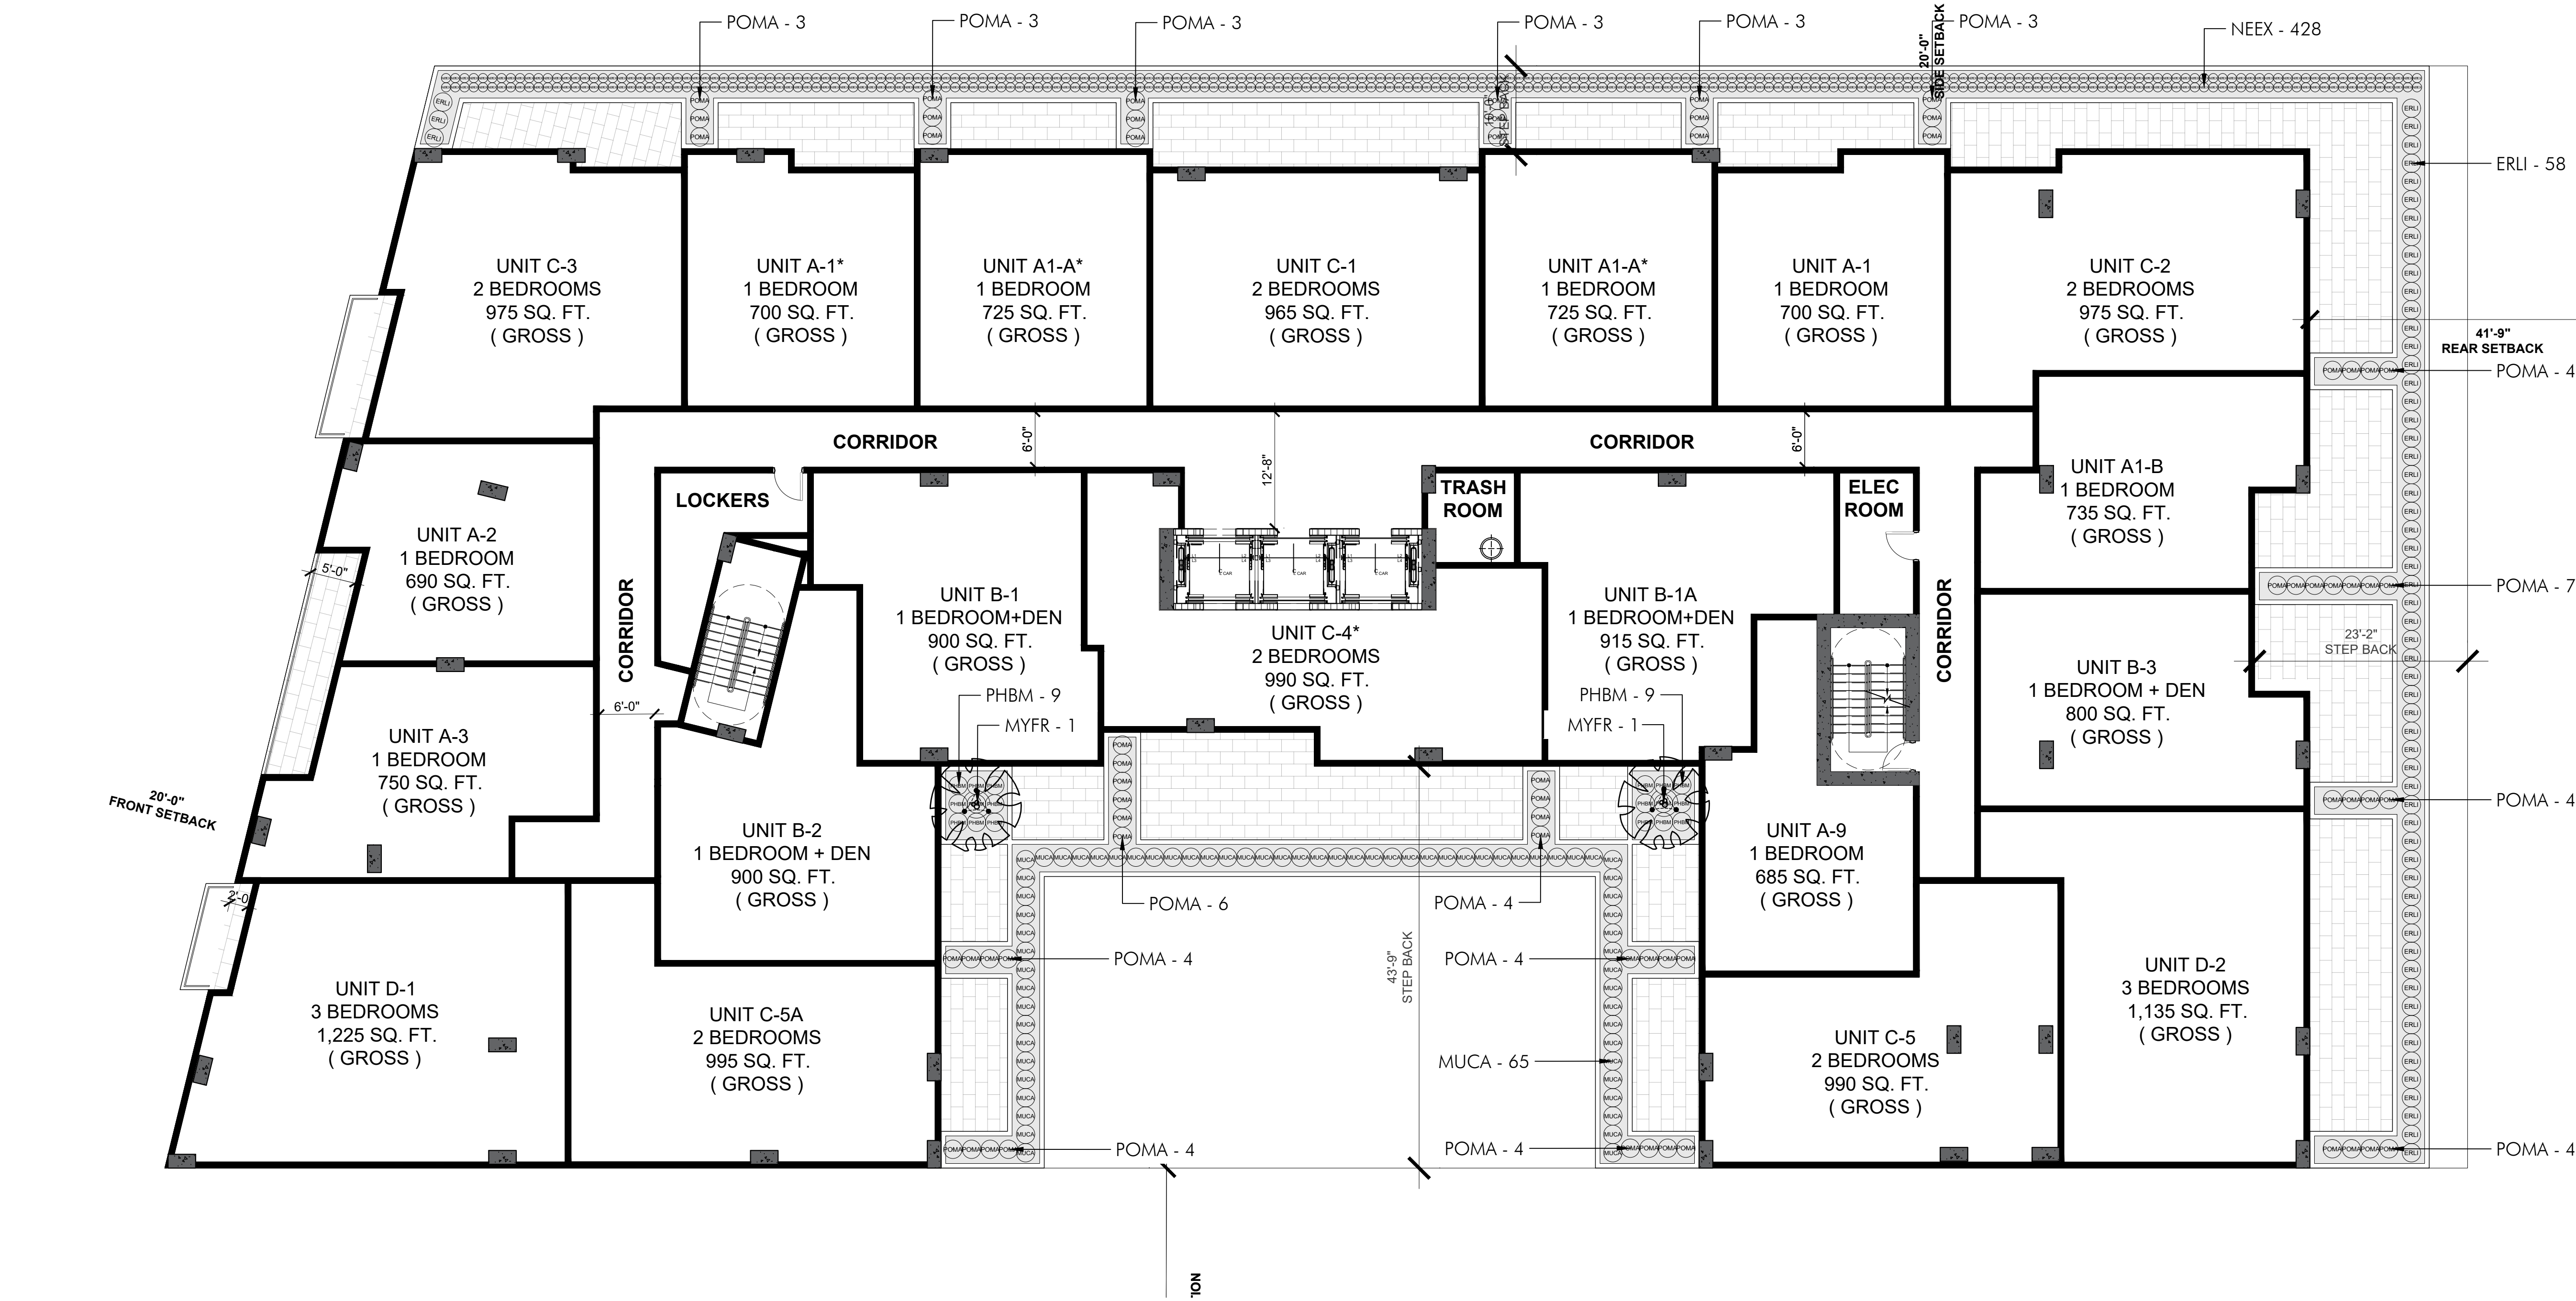 POMA - 3
POMA - 3
POMA - 3
POMA - 3
POMA - 3
POMA - 3
NEEX - 428
20'-0"
SIDE SETBACK
10'-0"
STEP BACK
ERLI - 58
UNIT C-3
2 BEDROOMS
975 SQ. FT.
( GROSS )
UNIT A-1*
1 BEDROOM
700 SQ. FT.
( GROSS )
UNIT A1-A*
1 BEDROOM
725 SQ. FT.
( GROSS )
UNIT C-1
2 BEDROOMS
965 SQ. FT.
( GROSS )
UNIT A1-A*
1 BEDROOM
725 SQ. FT.
( GROSS )
UNIT A-1
1 BEDROOM
700 SQ. FT.
( GROSS )
UNIT C-2
2 BEDROOMS
975 SQ. FT.
( GROSS )
41'-9"
REAR SETBACK
POMA - 4
CORRIDOR
6'-0"
12'-8"
CORRIDOR
6'-0"
LOCKERS
TRASH
ROOM
ELEC
ROOM
UNIT A1-B
1 BEDROOM
735 SQ. FT.
( GROSS )
UNIT A-2
1 BEDROOM
690 SQ. FT.
( GROSS )
5'-0"
CORRIDOR
6'-0"
UNIT B-1
1 BEDROOM+DEN
900 SQ. FT.
( GROSS )
C CAR
C CAR
C CAR
UNIT C-4*
2 BEDROOMS
990 SQ. FT.
( GROSS )
UNIT B-1A
1 BEDROOM+DEN
915 SQ. FT.
( GROSS )
CORRIDOR
POMA - 7
23'-2"
STEP BACK
UNIT B-3
1 BEDROOM + DEN
800 SQ. FT.
( GROSS )
PHBM - 9
MYFR - 1
PHBM - 9
MYFR - 1
UNIT A-3
1 BEDROOM
750 SQ. FT.
( GROSS )
20'-0"
FRONT SETBACK
POMA - 4
UNIT B-2
1 BEDROOM + DEN
900 SQ. FT.
( GROSS )
UNIT A-9
1 BEDROOM
685 SQ. FT.
( GROSS )
2'-0
POMA - 6
POMA - 4
POMA - 4
POMA - 4
43'-9"
STEP BACK
UNIT D-1
3 BEDROOMS
1,225 SQ. FT.
( GROSS )
UNIT C-5A
2 BEDROOMS
995 SQ. FT.
( GROSS )
MUCA - 65
UNIT C-5
2 BEDROOMS
990 SQ. FT.
( GROSS )
UNIT D-2
3 BEDROOMS
1,135 SQ. FT.
( GROSS )
POMA - 4
POMA - 4
POMA - 4